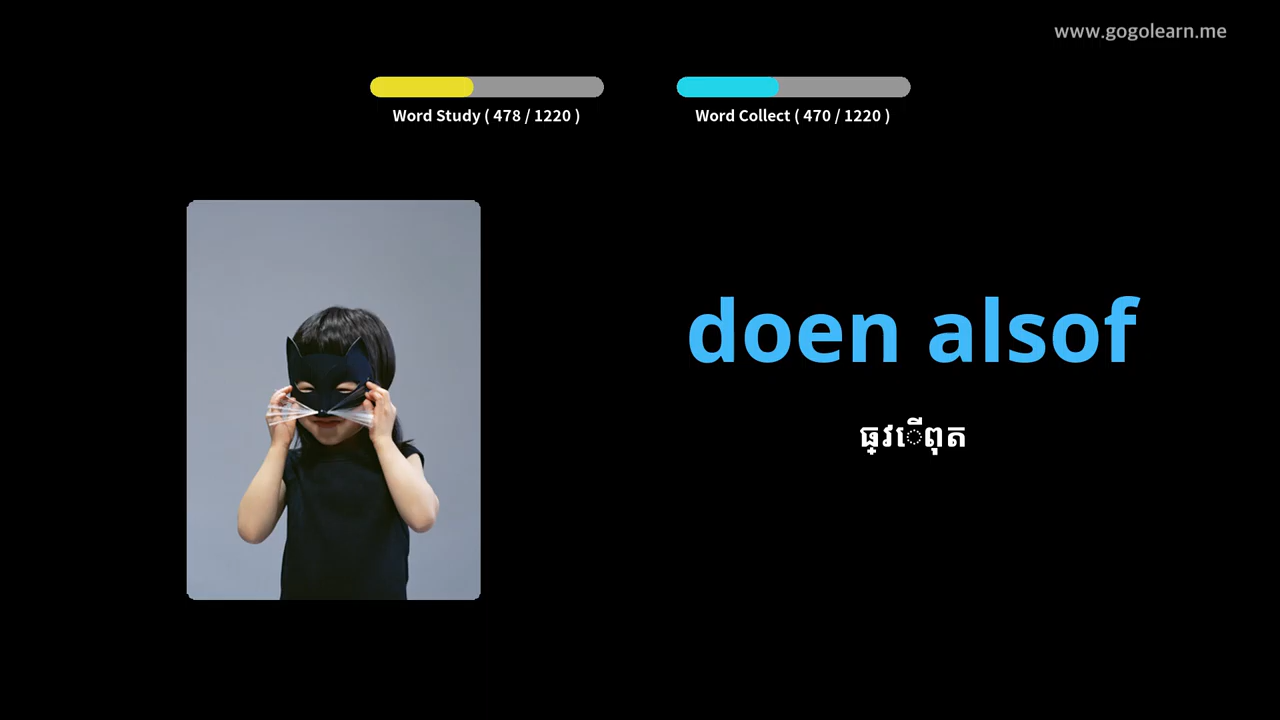 www.gogolearn.me
Word Study ( 478 / 1220 )
Word Collect ( 470 / 1220 )
doen alsof
ធ្វើពុត